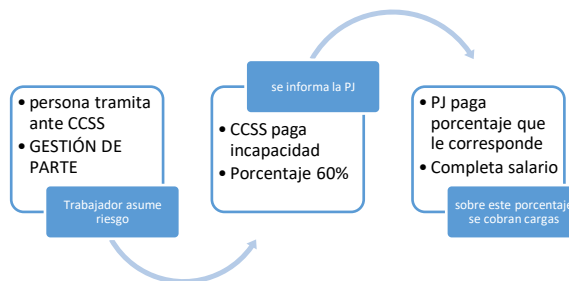 • persona tramita
ante CCSS
• GESTIÓN DE
PARTE
Trabajador asume
riesgo
se informa la PJ
• CCSS paga
incapacidad
• Porcentaje 60%
• PJ paga
porcentaje que
le corresponde
• Completa salario
sobre este porcentaje
se cobran cargas